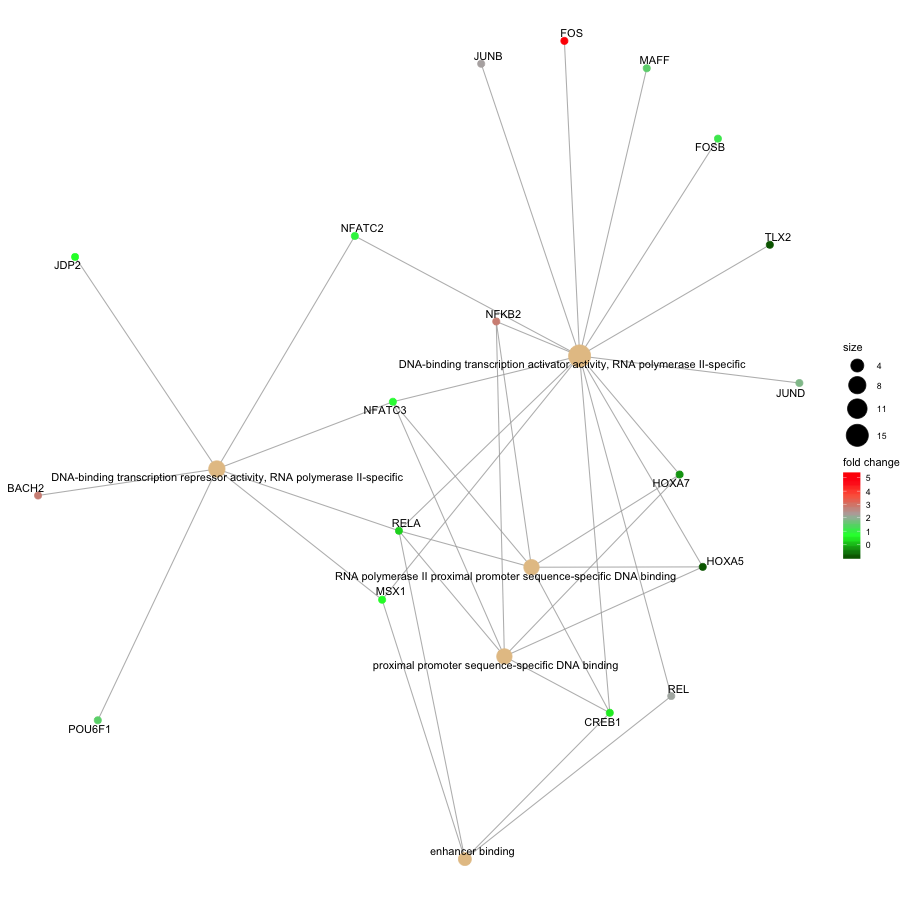 FOS
JUNB
MAFF
FOSB
NFATC2
TLX2
JDP2
NFKB2
DNA-binding transcription activator activity, RNA polymerase II-specific
JUND
NFATC3
DNA-binding transcription repressor activity, RNA polymerase II-specific
HOXA7
BACH2
RELA
HOXA5
RNA polymerase II proximal promoter sequence-specific DNA binding
MSX1
proximal promoter sequence-specific DNA binding
REL
CREB1
POU6F1
enhancer binding
size
4
8
11
15
fold change
5
4
3
2
1
0